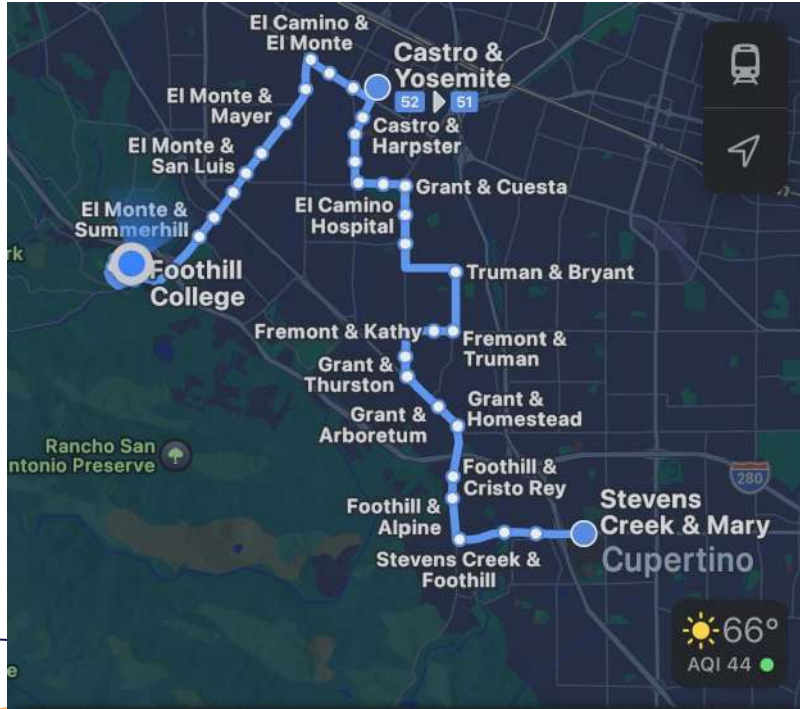 El Camino &
El Monte
Castro &
Yosemite
52 51
El Monte &
Mayer
Castro &
Harpster
El Monte &
San Luis
Grant & Cuesta
El Camino
Hospital
El Monte &
Summerhill
rk
Foothill
College
Truman & Bryant
Fremont & Kathy
Fremont &
Truman
Grant &
Thurston
Grant &
Homestead
Grant &
Arboretum
Rancho San
ntonio Preserve
Foothill &
Cristo Rey
280
Foothill &
Alpine
Stevens
Creek & Mary
Cupertino
Stevens Creek &
Foothill
66°
AQI 44
e